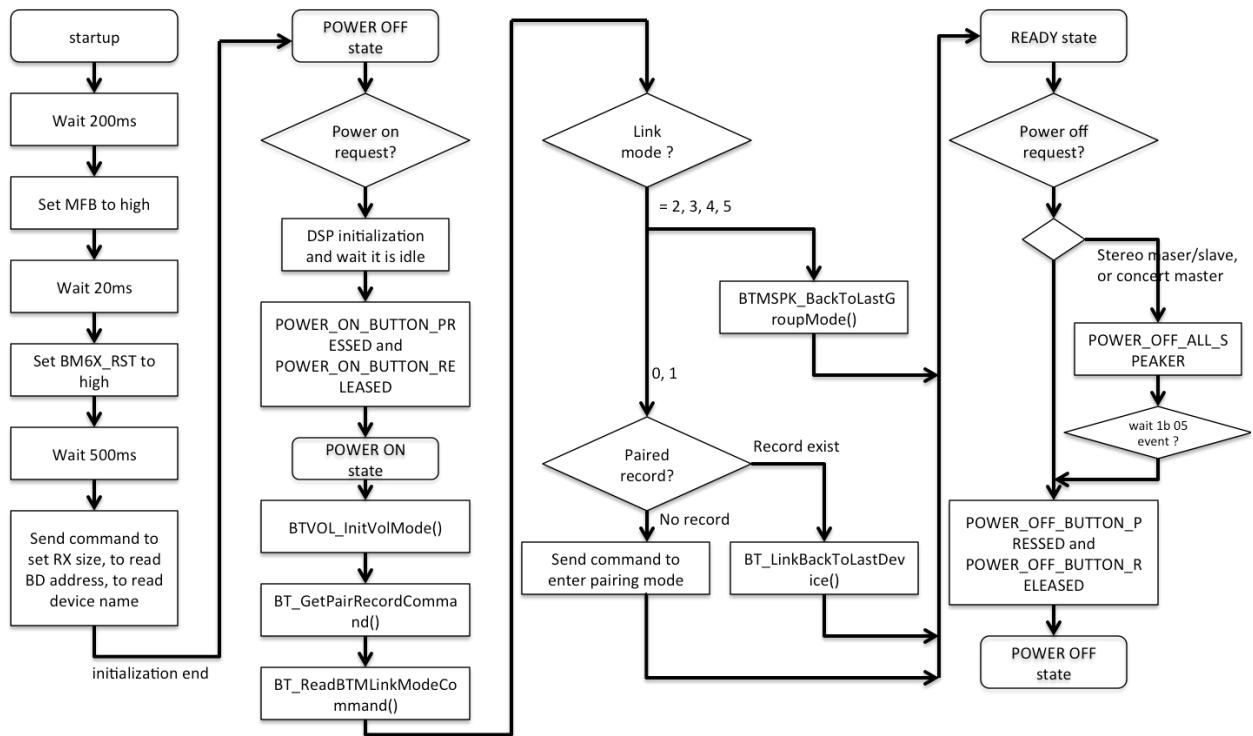 startup
Wait 200ms
Set MFB to high
Wait 20ms
Set BM6X_RST to
high
Wait 500ms
Send command to
set RX size, to read
BD address, to read
device name
initialization end
POWER OFF
state
Power on
request?
DSP initialization
and wait it is idle
POWER_ON_BUTTON_PR
ESSED and
POWER_ON_BUTTON_RE
LEASED
POWER ON
state
BTVOL_InitVolMode()
BT_GetPairRecordComma
nd()
BT_ReadBTMLinkModeCo
mmand()
Link
mode ?
= 2, 3, 4, 5
BTMSPK_BackToLastG
roupMode()
0, 1
Paired
record?
Record exist
No record
Send command to
enter pairing mode
BT_LinkBackToLastDev
ice()
READY state
Power off
request?
Stereo maser/slave,
or concert master
POWER_OFF_ALL_S
PEAKER
wait 1b 05
event ?
POWER_OFF_BUTTON_P
RESSED and
POWER_OFF_BUTTON_R
ELEASED
POWER OFF
state